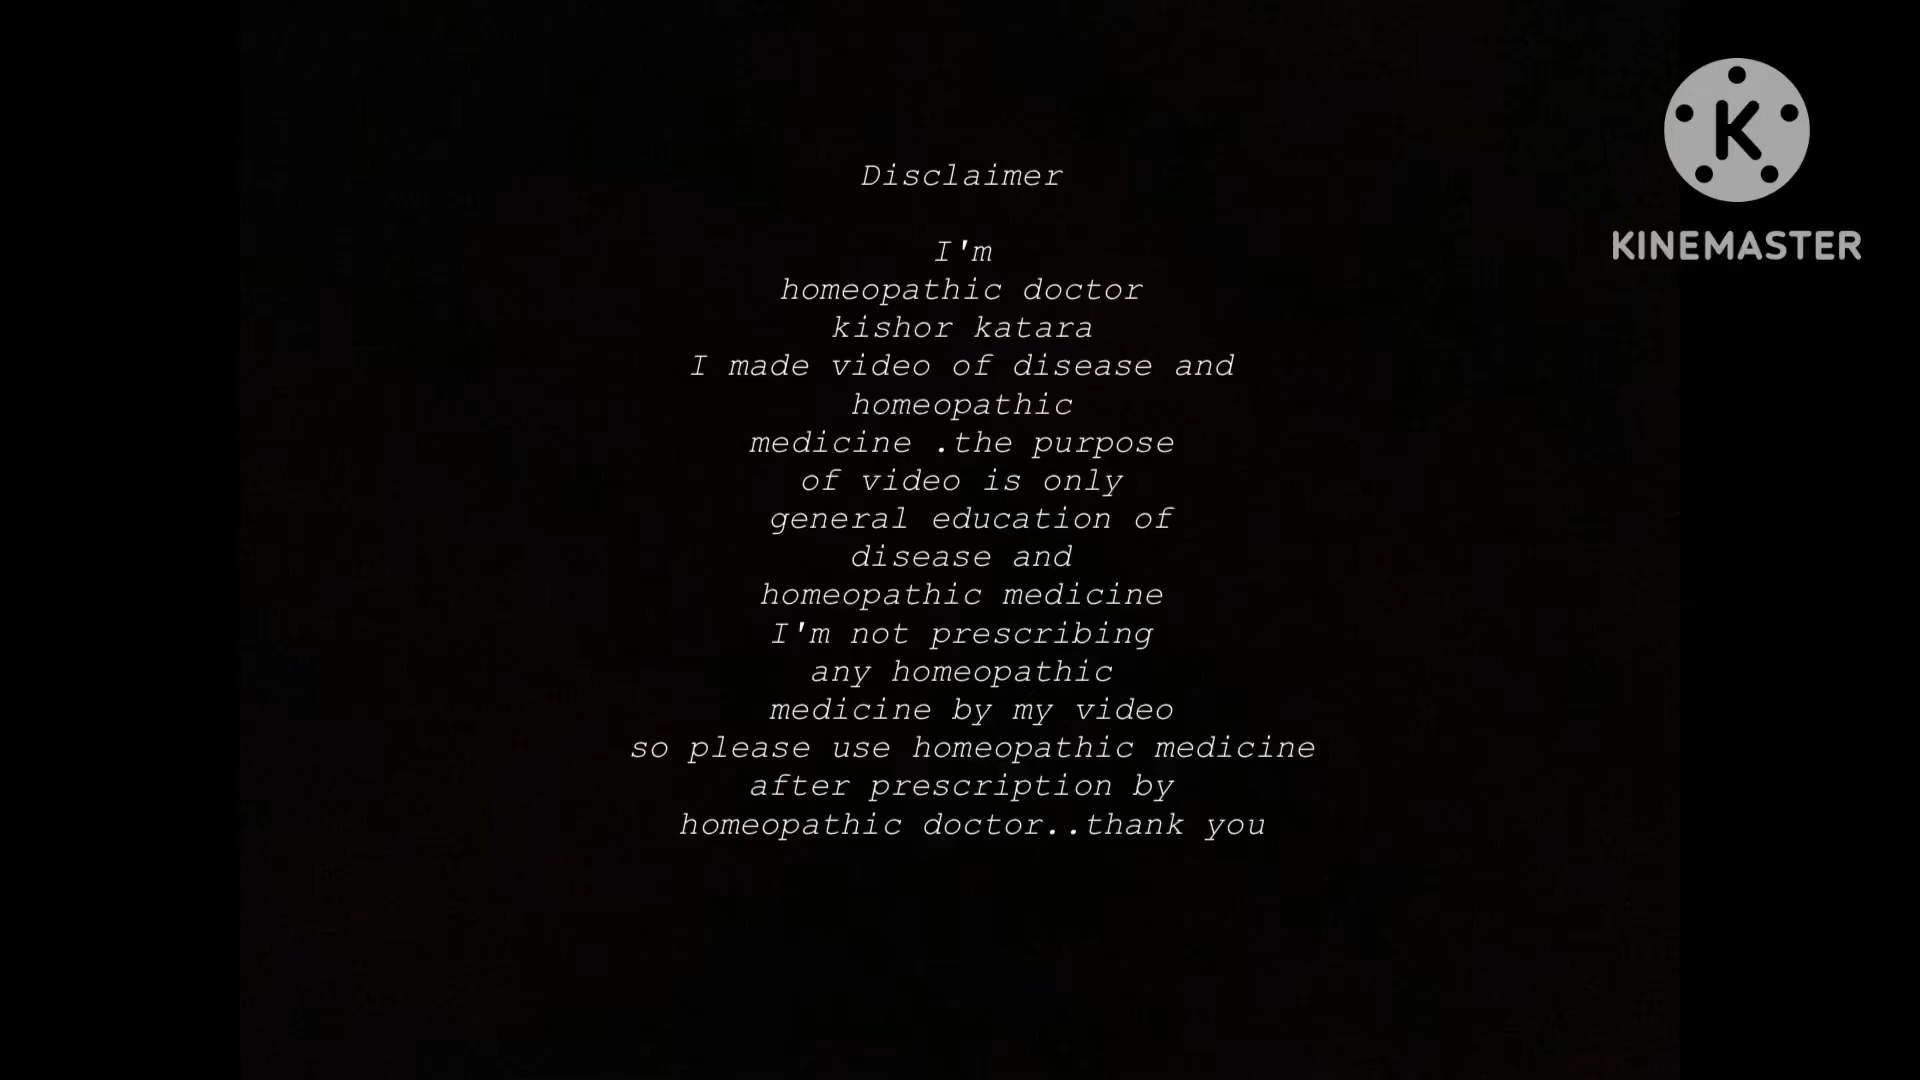 Disclaimer
I'm
homeopathic doctor
kishor katara
I made video of disease and
homeopathic
medicine .the purpose
of video is only
general education of
disease and
homeopathic medicine
I'm not prescribing
any homeopathic
medicine by my video
so please use homeopathic medicine
after prescription by
homeopathic doctor..thank you
K
KINEMASTER